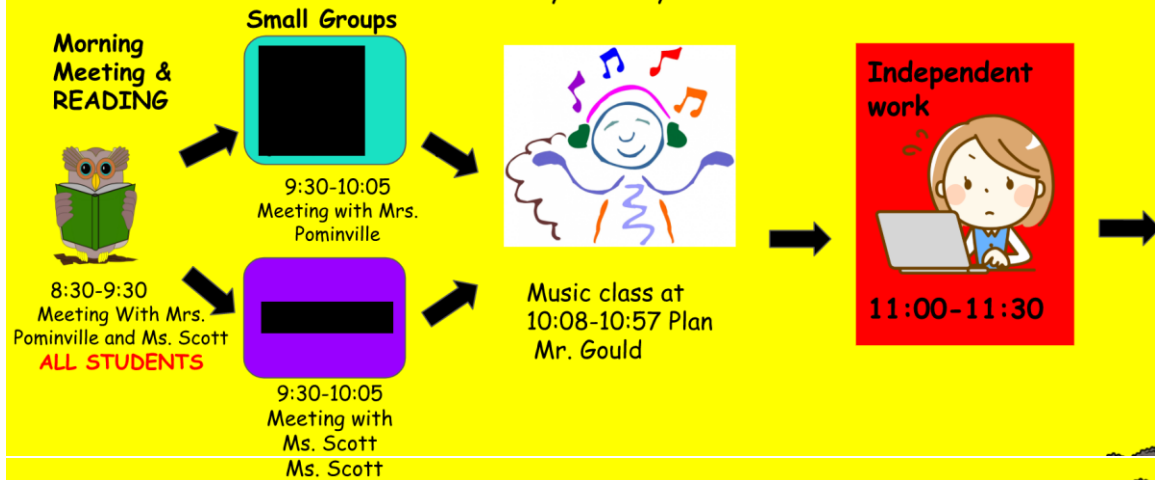 Small Groups
Morning
Meeting &
READING
8:30-9:30
Meeting With Mrs.
Pominville and Ms. Scott
ALL STUDENTS
9:30-10:05
Meeting with Mrs.
Pominville
9:30-10:05
Meeting with
Ms. Scott
Ms. Scott
Music class at
10:08-10:57 Plan
Mr. Gould
Independent
work
11:00-11:30